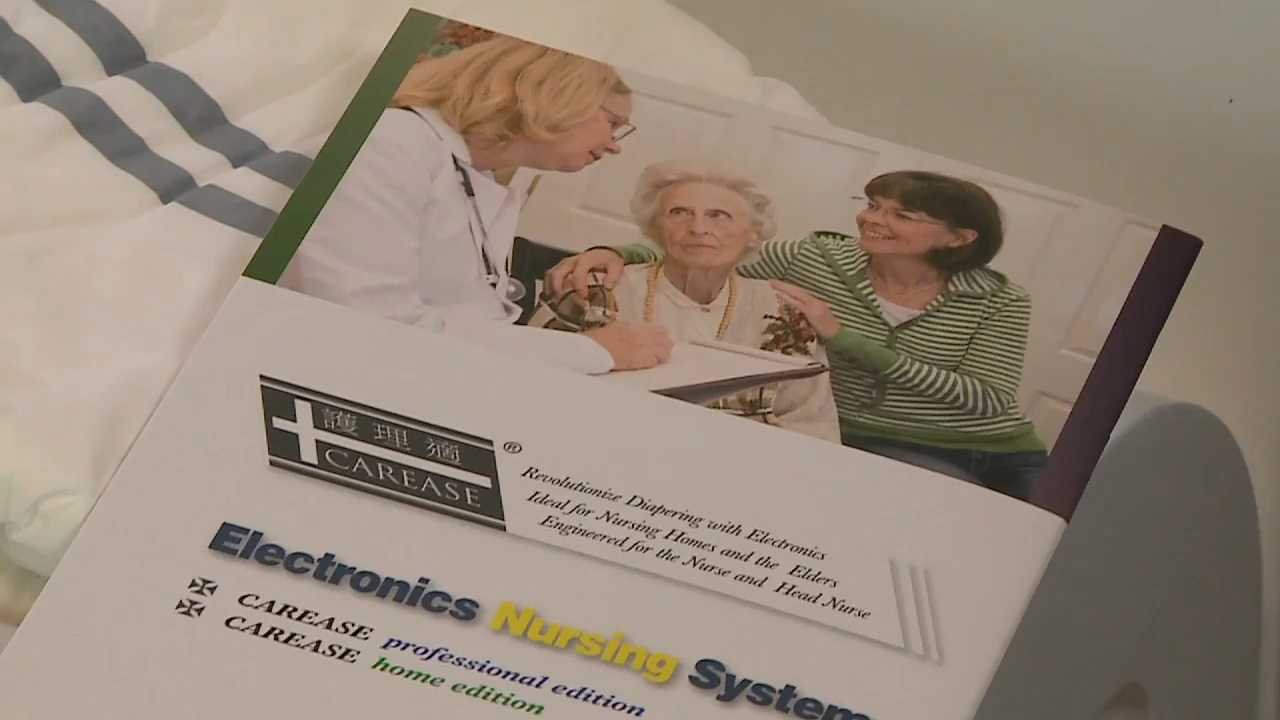 護理適
CAREASE®
Revolutionize Diapering with Electronics
Ideal for Nursing Homes and the Elders
Engineered for the Nurse and Head Nurse
Electronics Nursing System
CAREASE professional edition
CAREASE home edition